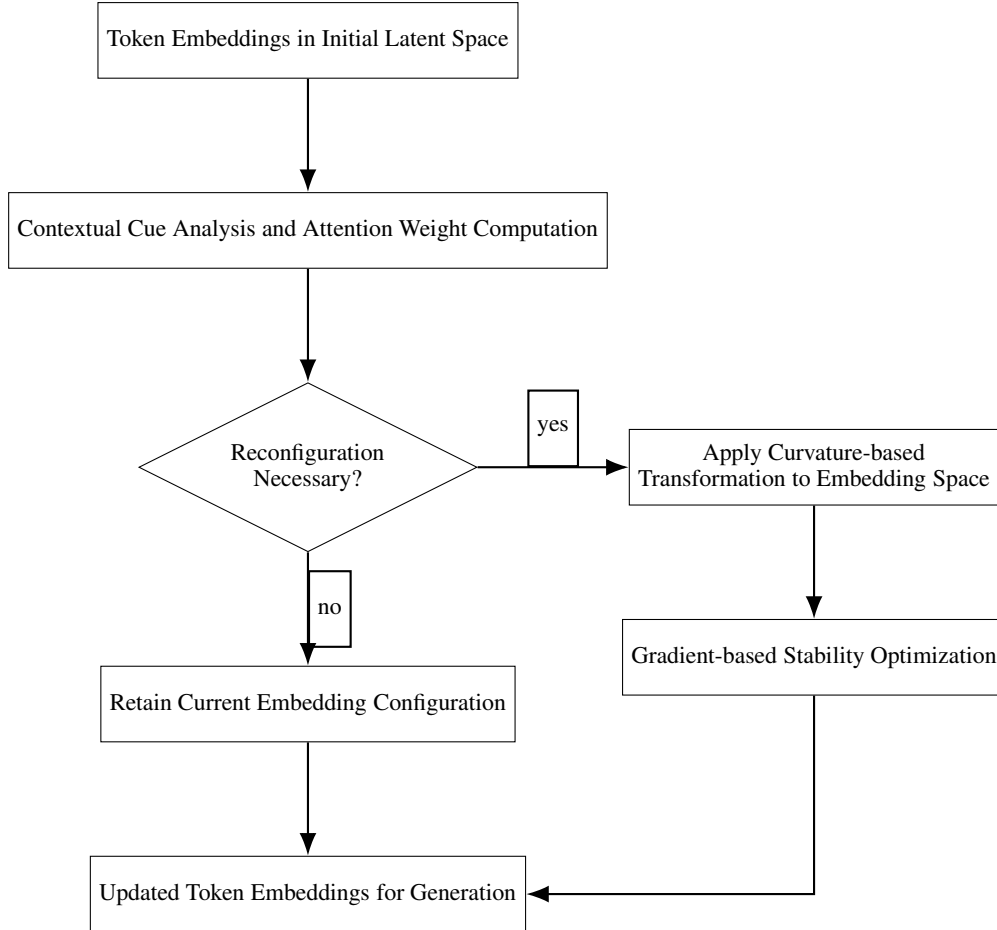 Token Embeddings in Initial Latent Space
Contextual Cue Analysis and Attention Weight Computation
Reconfiguration
Necessary?
yes
Apply Curvature-based
Transformation to Embedding Space
no
Gradient-based Stability Optimization
Retain Current Embedding Configuration
Updated Token Embeddings for Generation